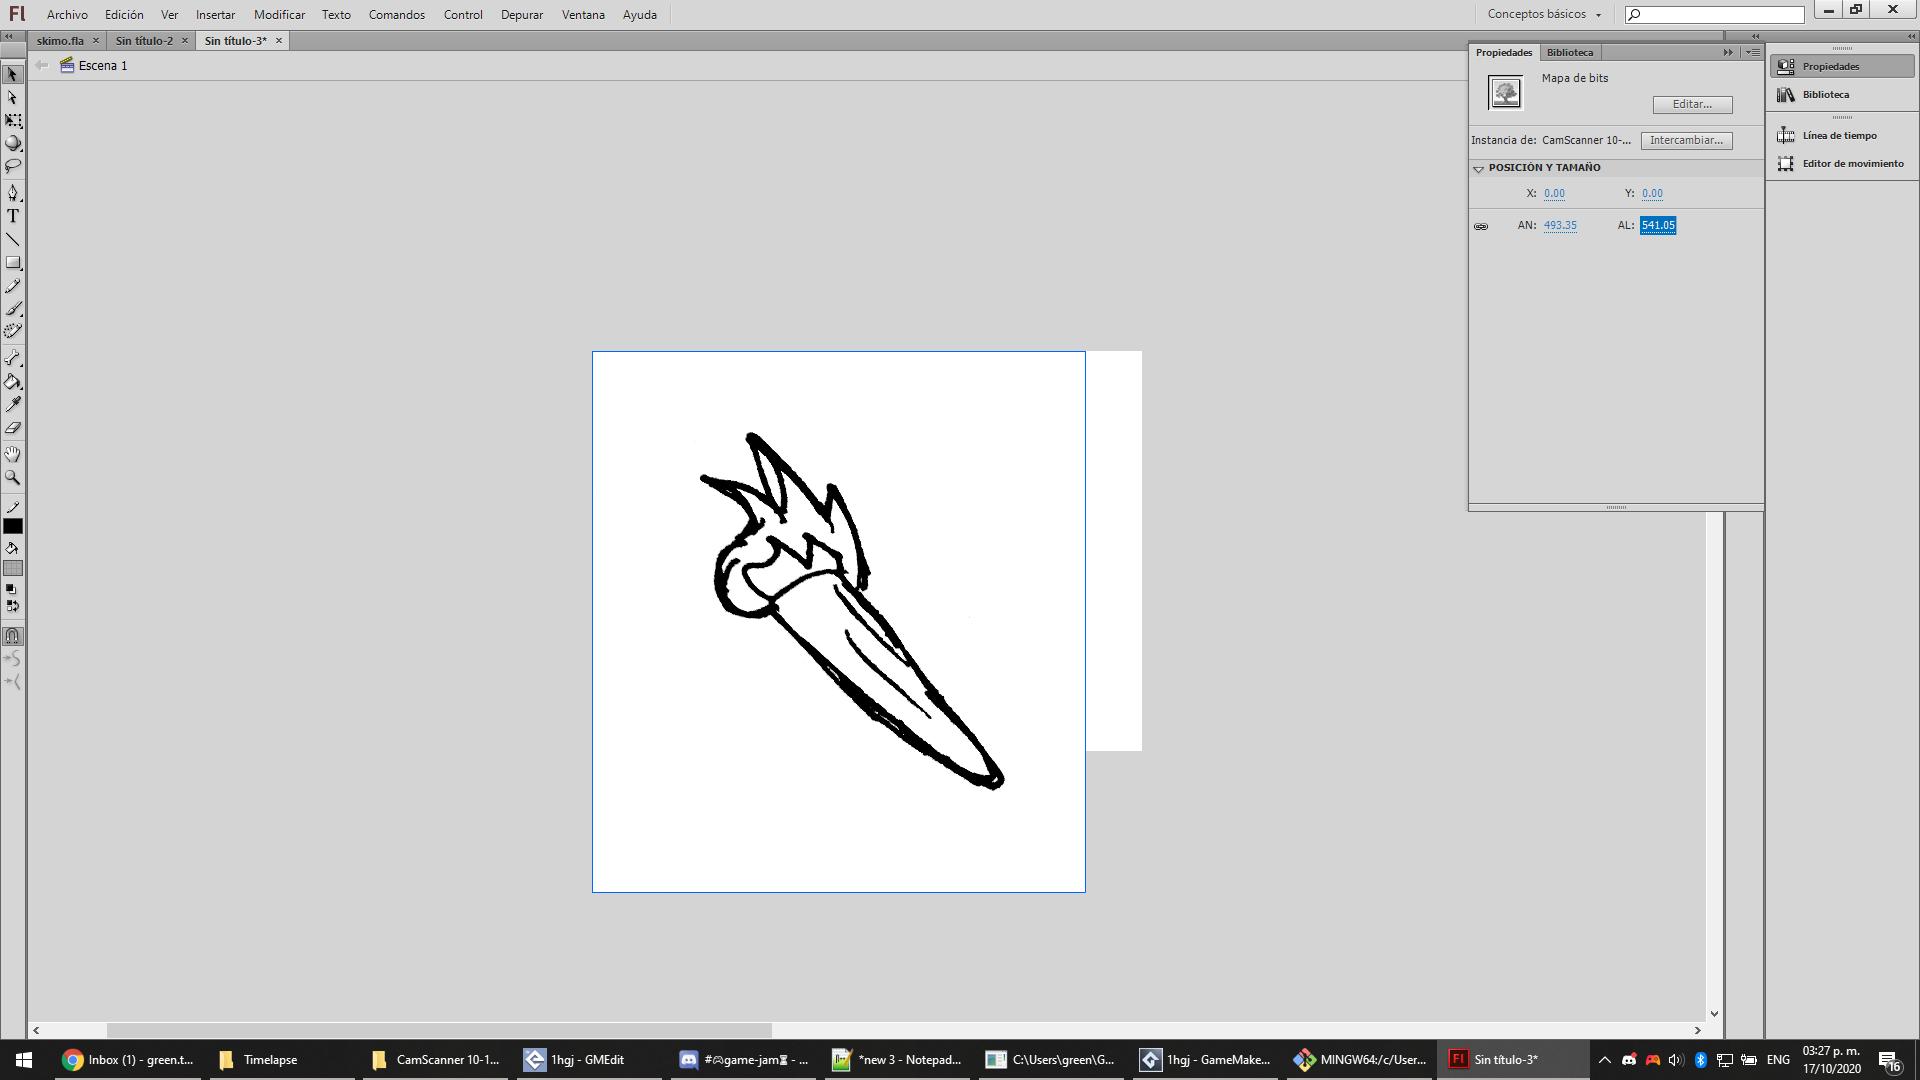 Fl Archivo Edición Ver Insertar Modificar Texto Comandos Control Depurar Ventana Ayuda Conceptos básicos
skimo.fla × Sin título-2 × Sin título-3* ×
Escena 1
Propiedades Biblioteca
Mapa de bits
Editar...
Instancia de: CamScanner 10-... Intercambiar...
POSICIÓN Y TAMAÑO
X: 0.00 Y: 0.00
AN: 493.35 AL: 541.05
Propiedades
Biblioteca
Línea de tiempo
Editor de movimiento
T
Inbox (1) - green.t... Timelapse CamScanner 10-1... 1hgj - GMEdit #🎮game-jam⏳ - ... *new 3 - Notepad... C:\Users\green\G... 1hgj - GameMake... MINGW64:/c/User... Fl Sin título-3* ENG 03:27 p. m.
17/10/2020 16